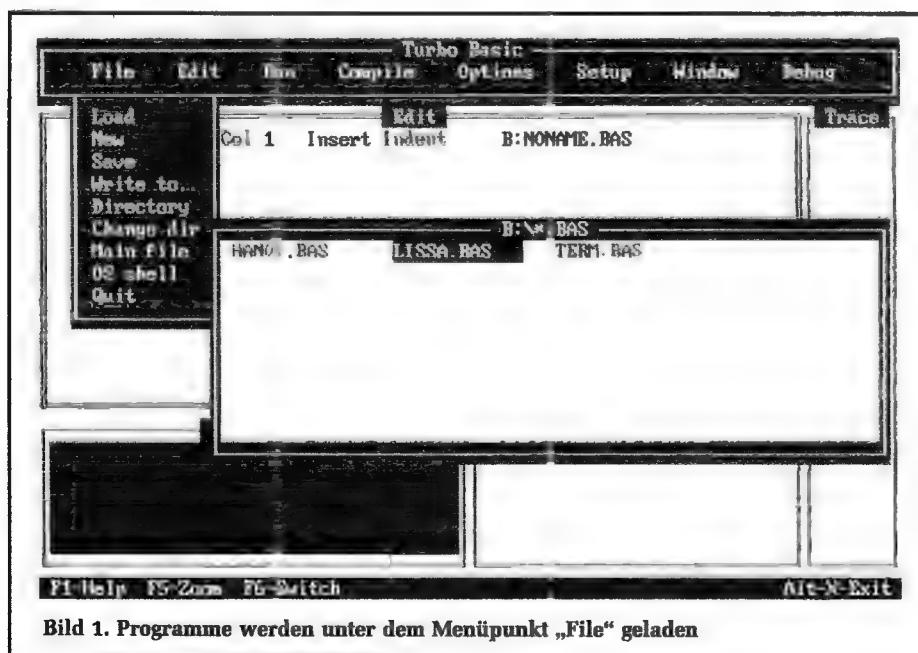 Turbo Basic
File Edit Run Compile Options Setup Window Debug
Load
New
Save
Write to..
Directory
Change dir
Main file
OS shell
Quit
Edit
Col 1 Insert Indent B:NONAME.BAS
Trace
B:\*.BAS
.BAS LISSA.BAS TERM.BAS
F1-Help F5-Zoom F6-Switch Alt-X-Exit
Bild 1. Programme werden unter dem Menüpunkt „File“ geladen